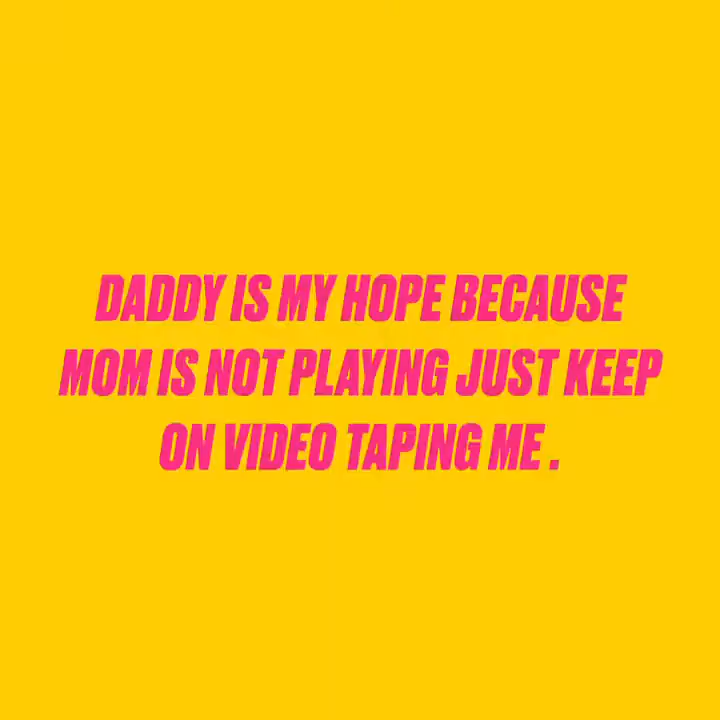 DADDY IS MY HOPE BECAUSE
MOM IS NOT PLAYING JUST KEEP
ON VIDEO TAPING ME .